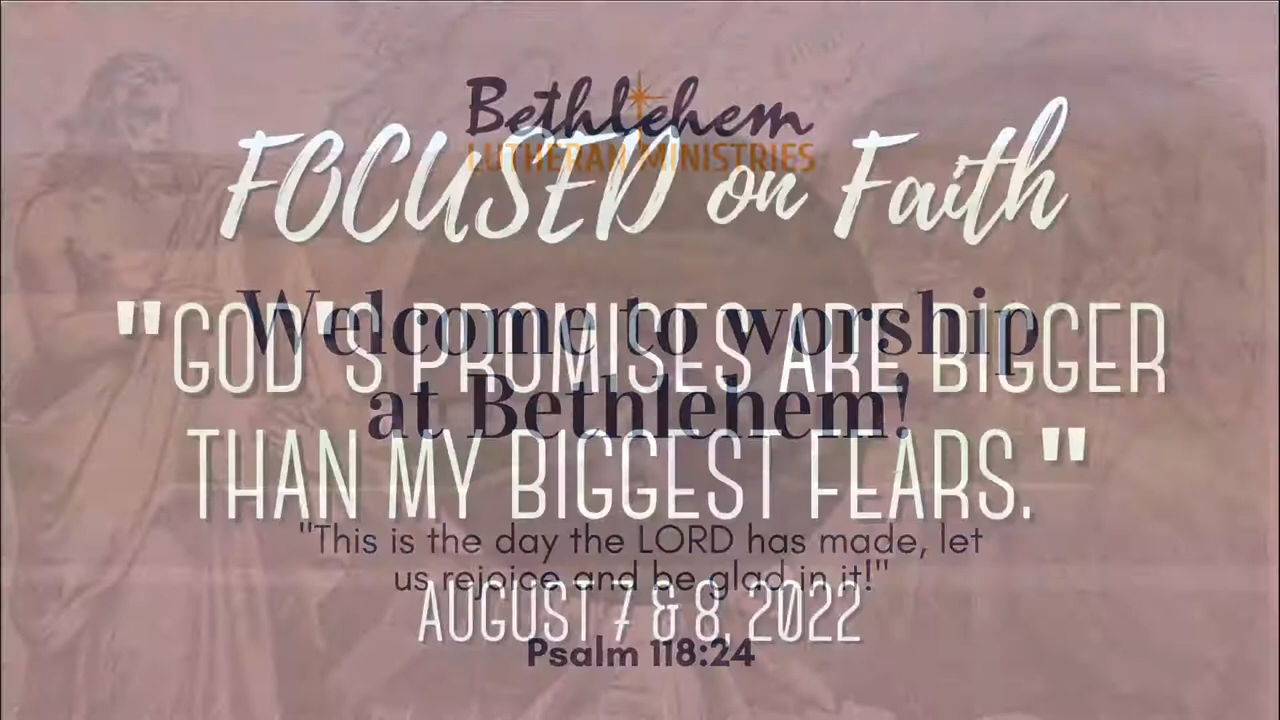 Bethlehem
LUTHERAN MINISTRIES
FOCUSED on Faith
Welcome to worship
"GOD'S PROMISES ARE BIGGER
at Bethlehem!
THAN MY BIGGEST FEARS."
"This is the day the LORD has made, let
us rejoice and be glad in it!"
AUGUST 7 & 8, 2022
Psalm 118:24